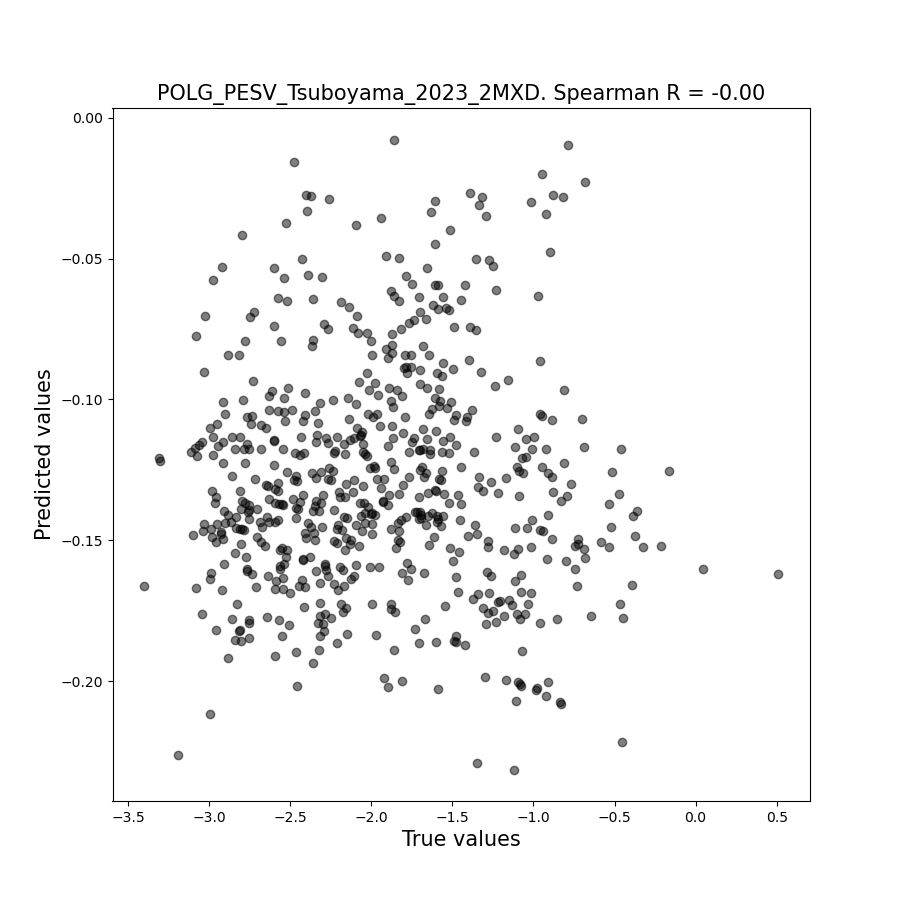 POLG_PESV_Tsuboyama_2023_2MXD. Spearman R = -0.00
0.00
−0.05
−0.10
−0.15
−0.20
Predicted values
−3.5 −3.0 −2.5 −2.0 −1.5 −1.0 −0.5 0.0 0.5
True values